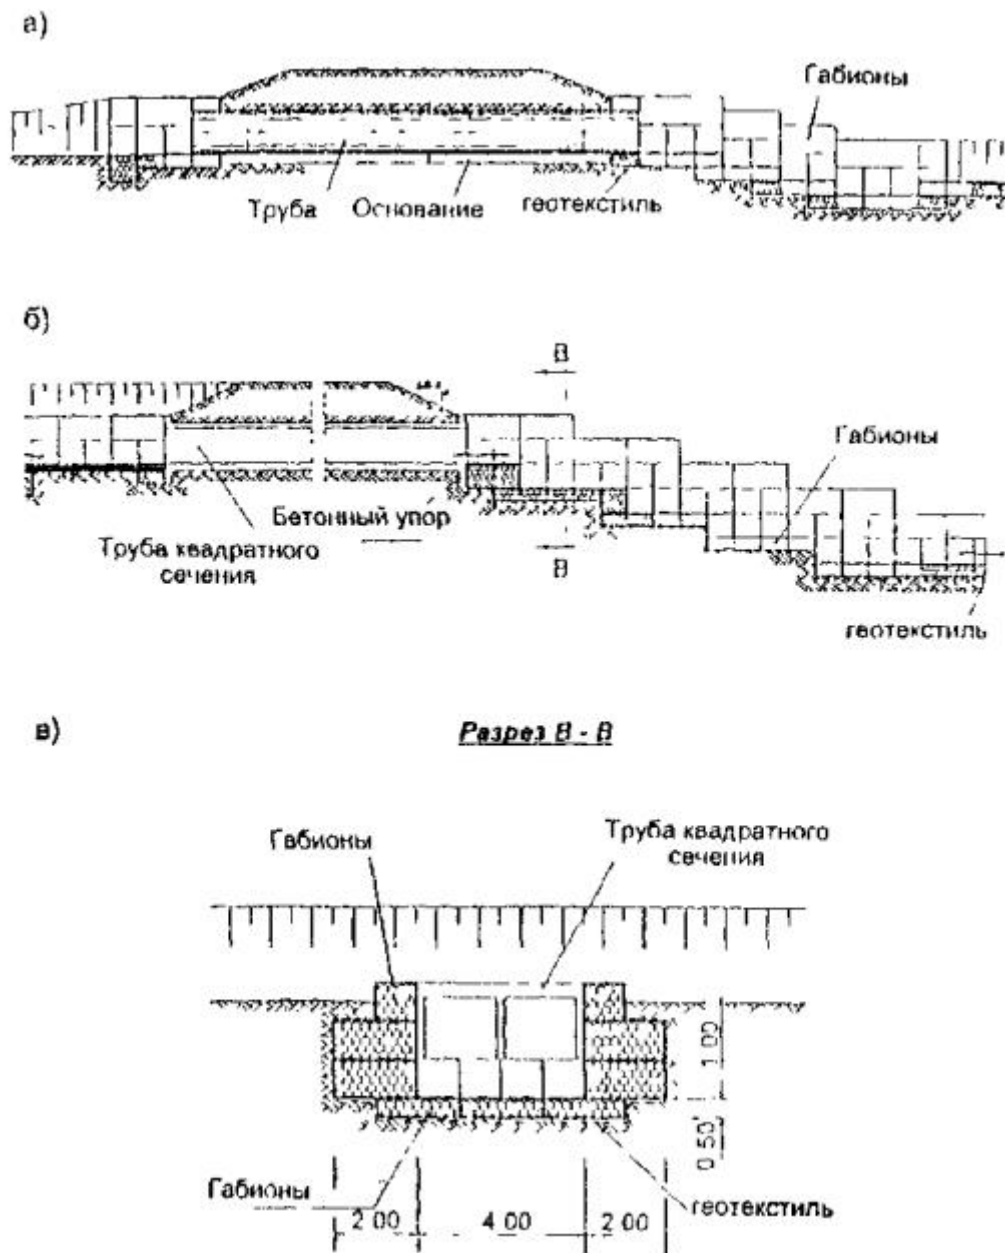 а)
Габионы
Труба
Основание
геотекстиль
б)
В
Габионы
Бетонный упор
Труба квадратного
сечения
В
геотекстиль
в)
Разрез В - В
Габионы
Труба квадратного
сечения
1 00
0 50
Габионы
геотекстиль
2 00
4 00
2 00